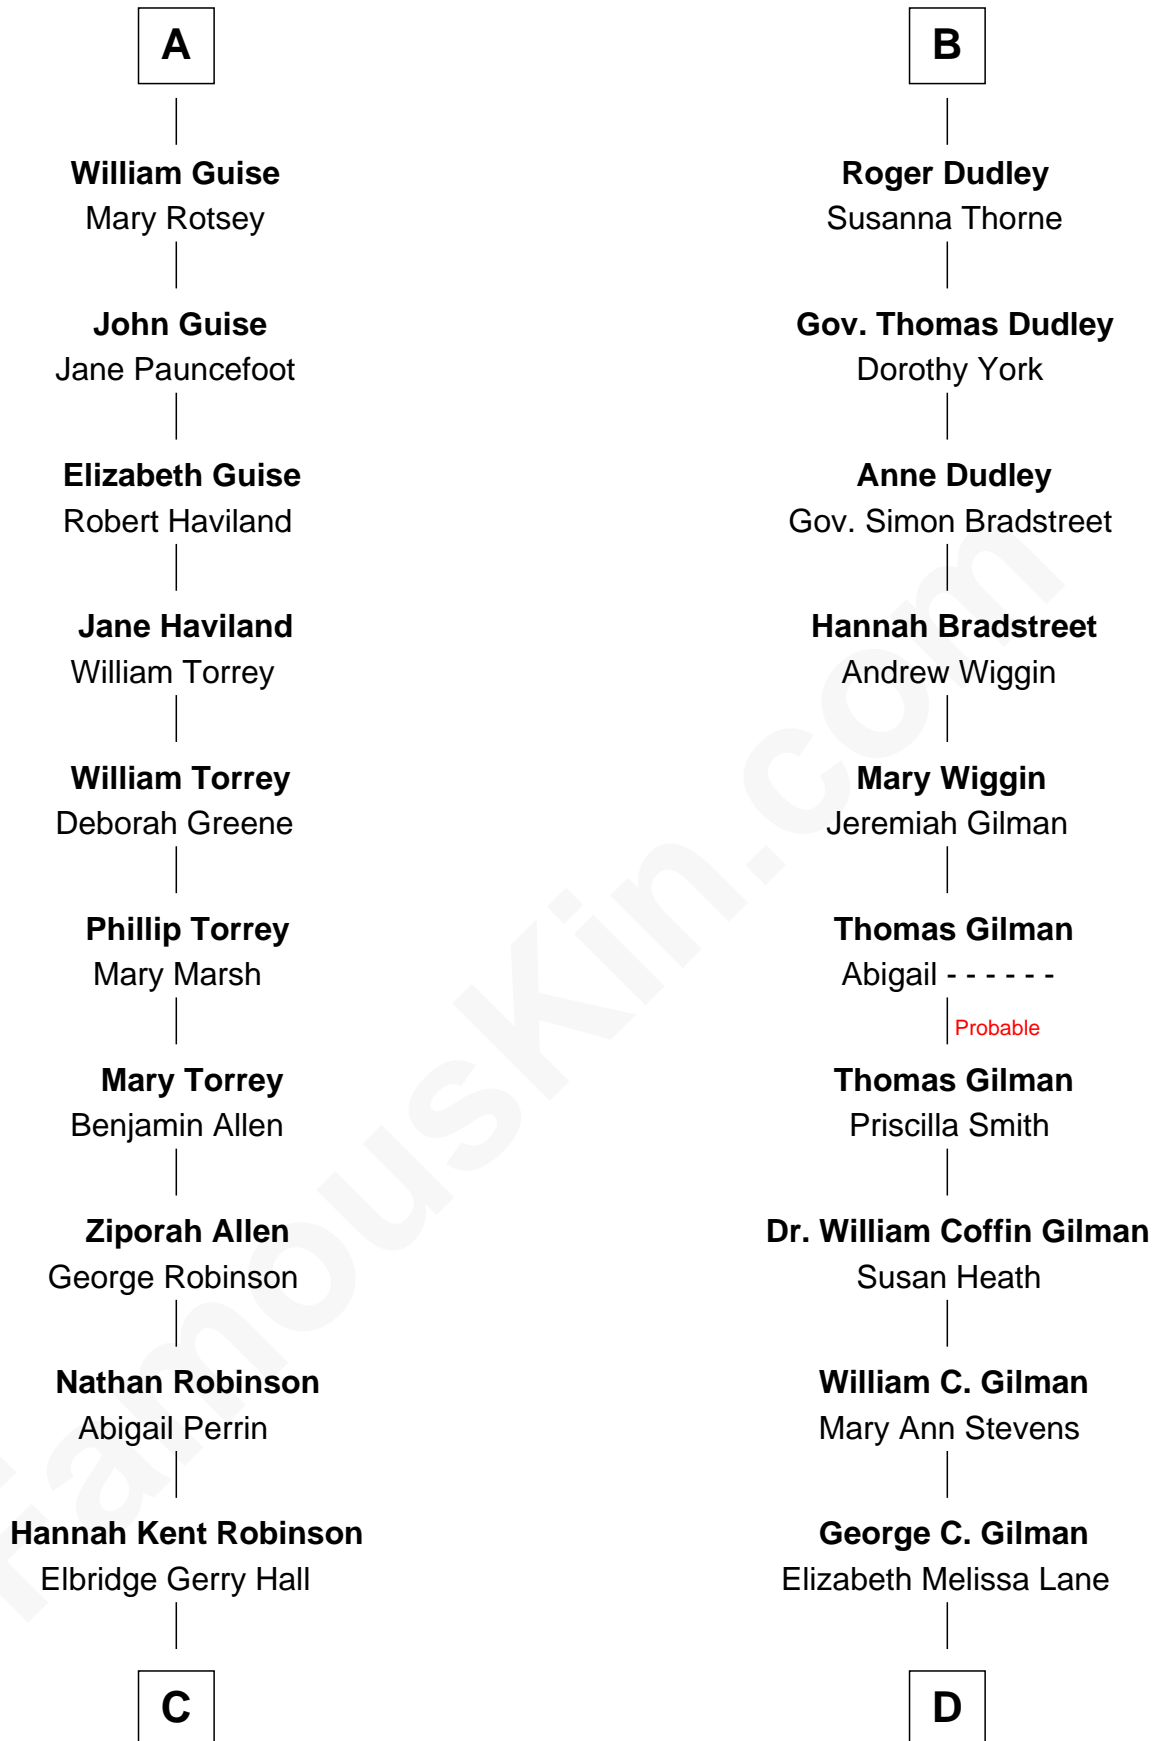 A
William Guise
Mary Rotsey
John Guise
Jane Pauncefoot
Elizabeth Guise
Robert Haviland
Jane Haviland
William Torrey
William Torrey
Deborah Greene
Phillip Torrey
Mary Marsh
Mary Torrey
Benjamin Allen
Ziporah Allen
George Robinson
Nathan Robinson
Abigail Perrin
Hannah Kent Robinson
Elbridge Gerry Hall
C
B
Roger Dudley
Susanna Thorne
Gov. Thomas Dudley
Dorothy York
Anne Dudley
Gov. Simon Bradstreet
Hannah Bradstreet
Andrew Wiggin
Mary Wiggin
Jeremiah Gilman
Thomas Gilman
Abigail - - - - - -
Probable
Thomas Gilman
Priscilla Smith
Dr. William Coffin Gilman
Susan Heath
William C. Gilman
Mary Ann Stevens
George C. Gilman
Elizabeth Melissa Lane
D
famouskin.com